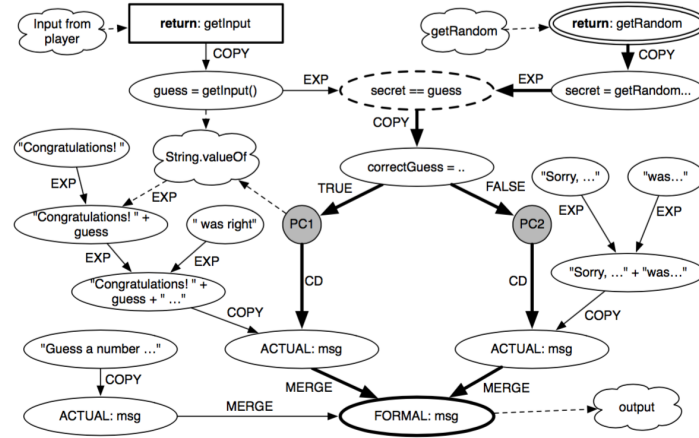 Input from
player
return: getInput
getRandom
return: getRandom
COPY
COPY
guess = getInput()
EXP
secret == guess
EXP
secret = getRandom...
COPY
"Congratulations! "
String.valueOf
correctGuess = ..
"Sorry, ..."
"was..."
EXP
EXP
TRUE
FALSE
EXP
EXP
"Congratulations! " +
guess
" was right"
PC1
PC2
EXP
EXP
"Congratulations! " +
guess + " ..."
CD
CD
"Sorry, ..." + "was..."
COPY
COPY
"Guess a number ..."
ACTUAL: msg
ACTUAL: msg
COPY
MERGE
MERGE
ACTUAL: msg
MERGE
FORMAL: msg
output